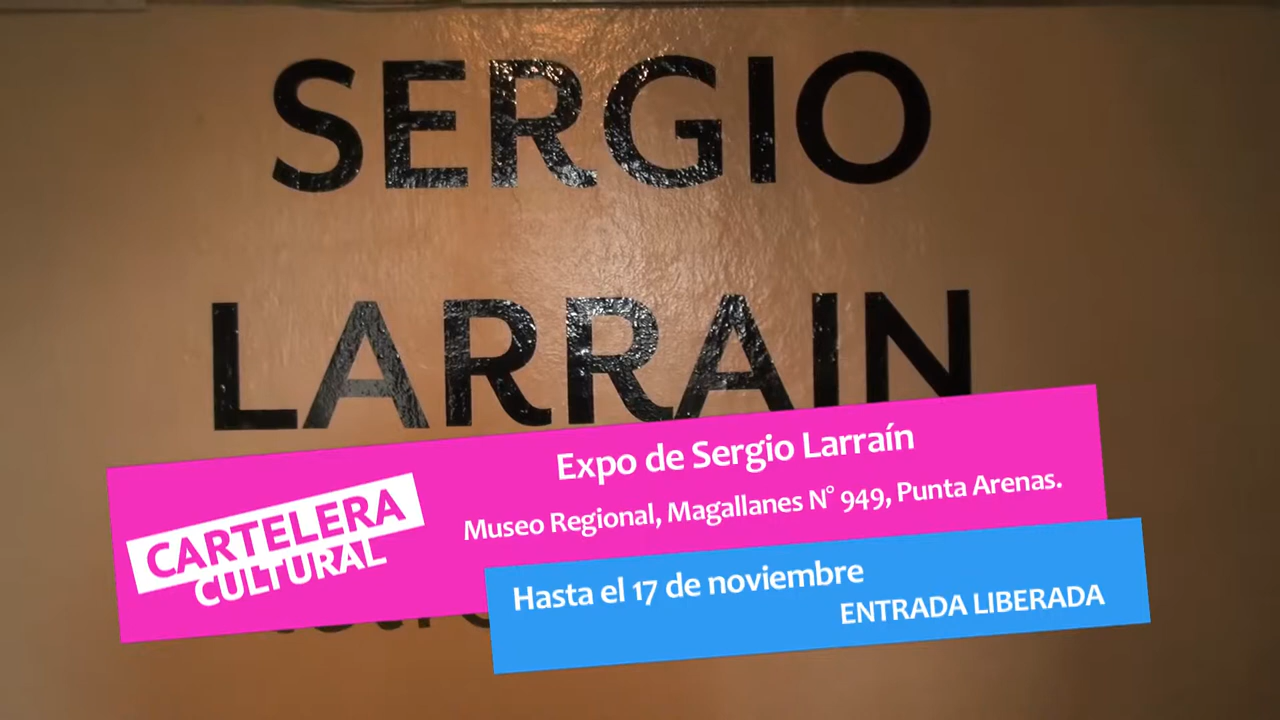 SERGIO
LARRAIN
Expo de Sergio Larraín
Museo Regional, Magallanes N° 949, Punta Arenas.
CARTELERA
CULTURAL
Hasta el 17 de noviembre
ENTRADA LIBERADA